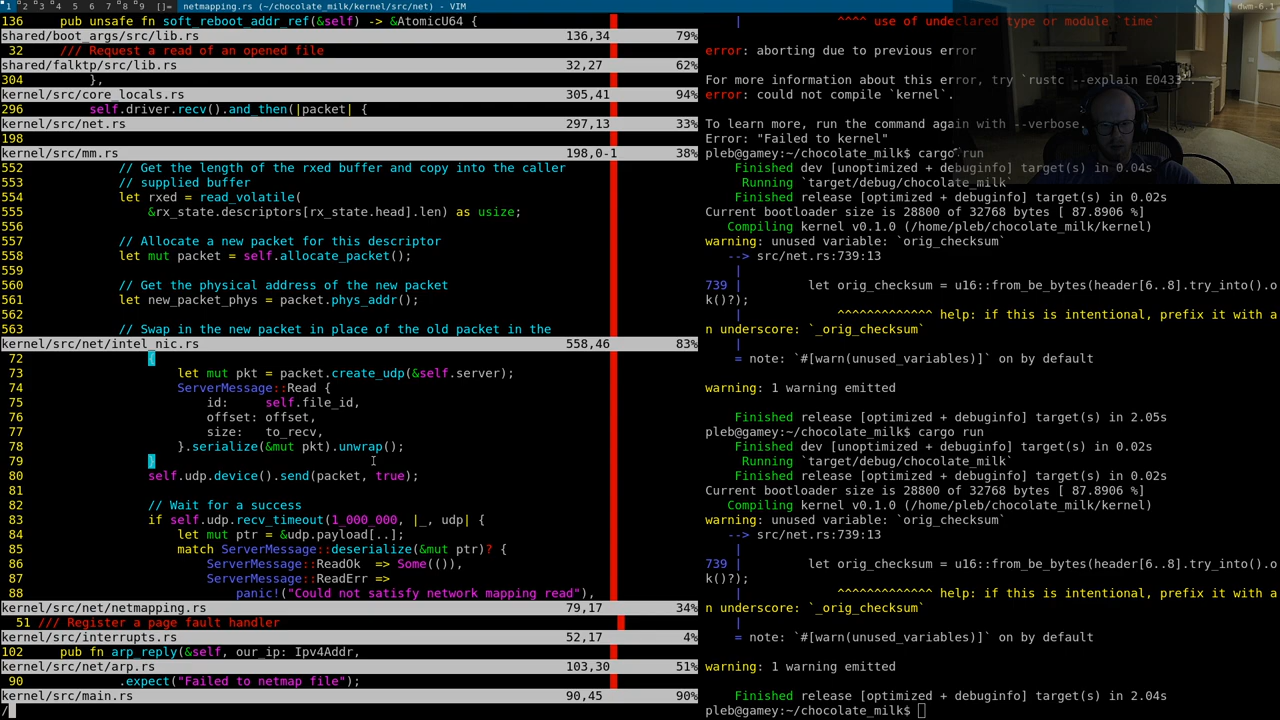 1 2 3 4 5 6 7 8 9 []= netmapping.rs (~/chocolate_milk/kernel/src/net) - VIM dwm-6.1
136 pub unsafe fn soft_reboot_addr_ref(&self) -> &AtomicU64 {
shared/boot_args/src/lib.rs 136,34 79%
32 /// Request a read of an opened file
shared/falktp/src/lib.rs 32,27 62%
304 },
kernel/src/core_locals.rs 305,41 94%
296 self.driver.recv().and_then(|packet| {
kernel/src/net.rs 297,13 33%
198
kernel/src/mm.rs 198,0-1 38%
552 // Get the length of the rxed buffer and copy into the caller
553 // supplied buffer
554 let rxed = read_volatile(
555 &rx_state.descriptors[rx_state.head].len) as usize;
556
557 // Allocate a new packet for this descriptor
558 let mut packet = self.allocate_packet();
559
560 // Get the physical address of the new packet
561 let new_packet_phys = packet.phys_addr();
562
563 // Swap in the new packet in place of the old packet in the
kernel/src/net/intel_nic.rs 558,46 83%
72 {
73 let mut pkt = packet.create_udp(&self.server);
74 ServerMessage::Read {
75 id: self.file_id,
76 offset: offset,
77 size: to_recv,
78 }.serialize(&mut pkt).unwrap();
79 }
80 self.udp.device().send(packet, true);
81
82 // Wait for a success
83 if self.udp.recv_timeout(1_000_000, |_, udp| {
84 let mut ptr = &udp.payload[..];
85 match ServerMessage::deserialize(&mut ptr)? {
86 ServerMessage::ReadOk => Some(()),
87 ServerMessage::ReadErr =>
88 panic!("Could not satisfy network mapping read"),
kernel/src/net/netmapping.rs 79,17 34%
51 /// Register a page fault handler
kernel/src/interrupts.rs 52,17 4%
102 pub fn arp_reply(&self, our_ip: Ipv4Addr,
kernel/src/net/arp.rs 103,30 51%
90 .expect("Failed to netmap file");
kernel/src/main.rs 90,45 90%
/
| ^^^^ use of undeclared type or module `time`
error: aborting due to previous error
For more information about this error, try `rustc --explain E0433`.
error: could not compile `kernel`.
To learn more, run the command again with --verbose.
Error: "Failed to kernel"
pleb@gamey:~/chocolate_milk$ cargo run
Finished dev [unoptimized + debuginfo] target(s) in 0.04s
Running `target/debug/chocolate_milk`
Finished release [optimized + debuginfo] target(s) in 0.02s
Current bootloader size is 28800 of 32768 bytes [ 87.8906 %]
Compiling kernel v0.1.0 (/home/pleb/chocolate_milk/kernel)
warning: unused variable: `orig_checksum`
--> src/net.rs:739:13
|
739 | let orig_checksum = u16::from_be_bytes(header[6..8].try_into().o
k()?);
| ^^^^^^^^^^^^^ help: if this is intentional, prefix it with a
n underscore: `_orig_checksum`
|
= note: `#[warn(unused_variables)]` on by default
warning: 1 warning emitted
Finished release [optimized + debuginfo] target(s) in 2.05s
pleb@gamey:~/chocolate_milk$ cargo run
Finished dev [unoptimized + debuginfo] target(s) in 0.02s
Running `target/debug/chocolate_milk`
Finished release [optimized + debuginfo] target(s) in 0.02s
Current bootloader size is 28800 of 32768 bytes [ 87.8906 %]
Compiling kernel v0.1.0 (/home/pleb/chocolate_milk/kernel)
warning: unused variable: `orig_checksum`
--> src/net.rs:739:13
|
739 | let orig_checksum = u16::from_be_bytes(header[6..8].try_into().o
k()?);
| ^^^^^^^^^^^^^ help: if this is intentional, prefix it with a
n underscore: `_orig_checksum`
|
= note: `#[warn(unused_variables)]` on by default
warning: 1 warning emitted
Finished release [optimized + debuginfo] target(s) in 2.04s
pleb@gamey:~/chocolate_milk$